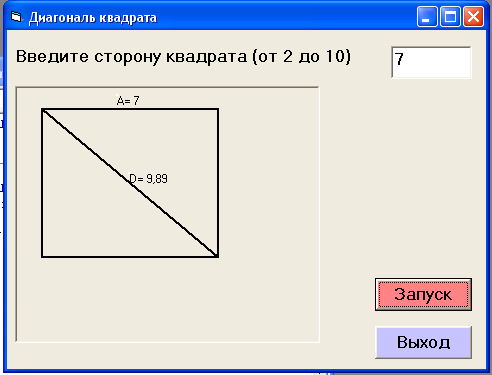 Диагональ квадрата
Введите сторону квадрата (от 2 до 10)
7
A= 7
D= 9,89
Запуск
Выход